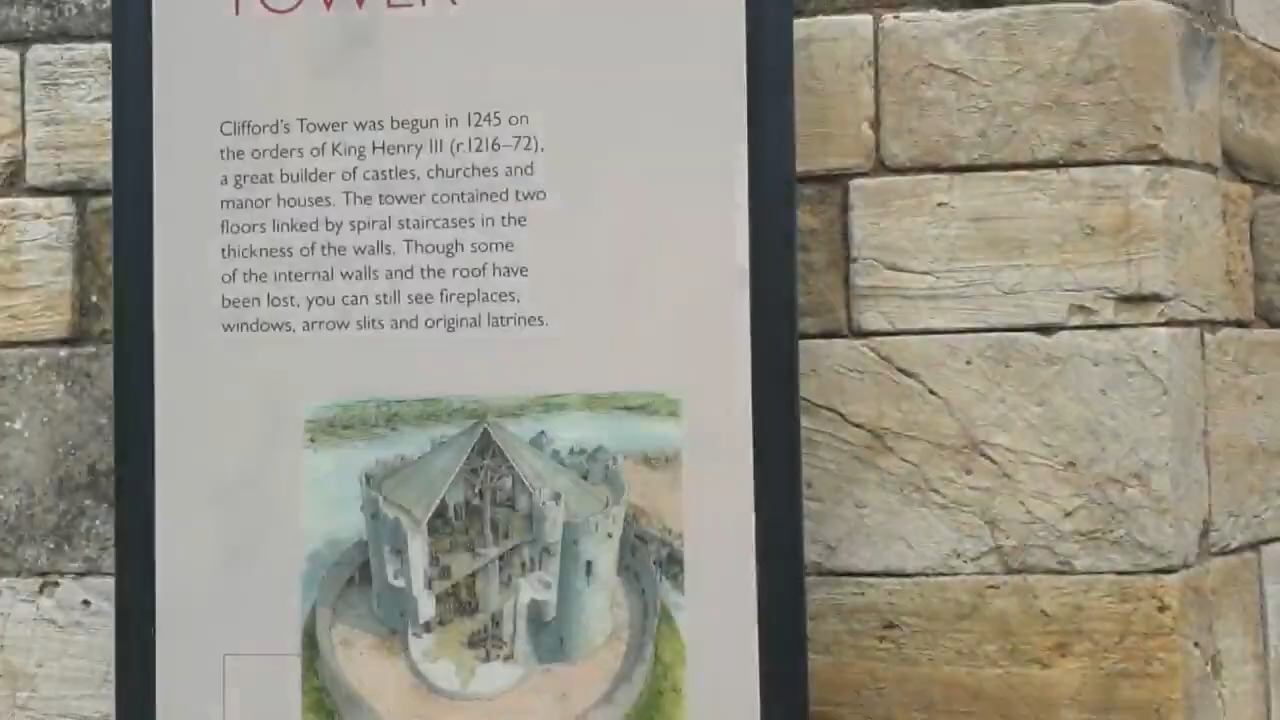 TOWER
Clifford's Tower was begun in 1245 on
the orders of King Henry III (r.1216–72),
a great builder of castles, churches and
manor houses. The tower contained two
floors linked by spiral staircases in the
thickness of the walls. Though some
of the internal walls and the roof have
been lost, you can still see fireplaces,
windows, arrow slits and original latrines.